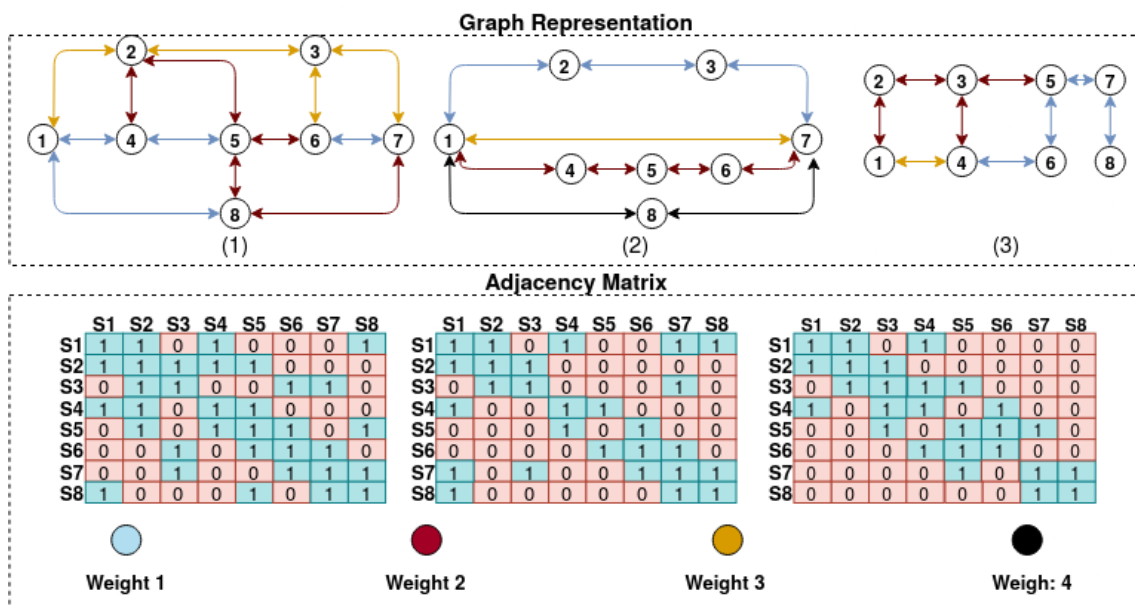 Graph Representation
2 3
1 4 5 6 7
8
(1)
2 3
1 7
4 5 6
8
(2)
2 3 5 7
1 4 6 8
(3)
Adjacency Matrix
S1 S2 S3 S4 S5 S6 S7 S8
S1 1 1 0 1 0 0 0 1
S2 1 1 1 1 1 0 0 0
S3 0 1 1 0 0 1 1 0
S4 1 1 0 1 1 0 0 0
S5 0 1 0 1 1 1 0 1
S6 0 0 1 0 1 1 1 0
S7 0 0 1 0 0 1 1 1
S8 1 0 0 0 1 0 1 1
S1 S2 S3 S4 S5 S6 S7 S8
S1 1 1 0 1 0 0 1 1
S2 1 1 1 0 0 0 0 0
S3 0 1 1 0 0 0 1 0
S4 1 0 0 1 1 0 0 0
S5 0 0 0 1 0 1 0 0
S6 0 0 0 0 1 1 1 0
S7 1 0 1 0 0 1 1 1
S8 1 0 0 0 0 0 1 1
S1 S2 S3 S4 S5 S6 S7 S8
S1 1 1 0 1 0 0 0 0
S2 1 1 1 0 0 0 0 0
S3 0 1 1 1 1 0 0 0
S4 1 0 1 1 0 1 0 0
S5 0 0 1 0 1 1 1 0
S6 0 0 0 1 1 1 0 0
S7 0 0 0 0 1 0 1 1
S8 0 0 0 0 0 0 1 1
Weight 1
Weight 2
Weight 3
Weigh: 4